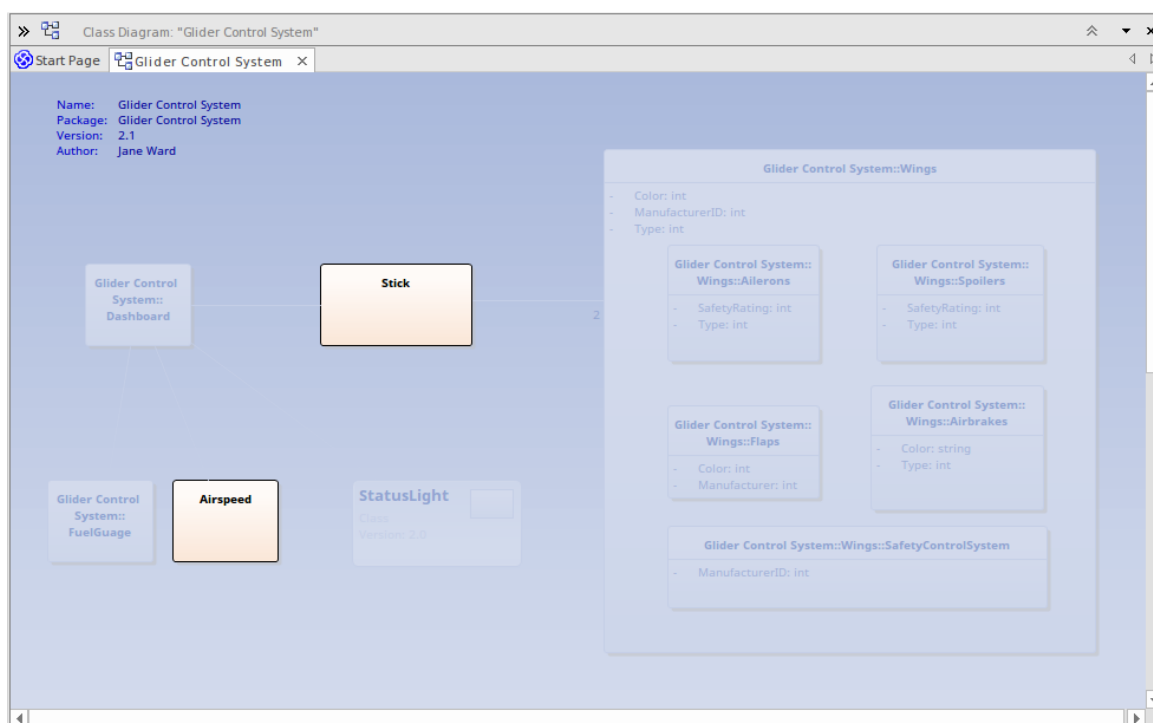 Class Diagram: "Glider Control System"
Start Page
Glider Control System
Name: Glider Control System
Package: Glider Control System
Version: 2.1
Author: Jane Ward
Glider Control System::Wings
- Color: int
- ManufacturerID: int
- Type: int
Glider Control
System::
Dashboard
Stick
2
Glider Control System::
Wings::Ailerons
- SafetyRating: int
- Type: int
Glider Control System::
Wings::Spoilers
- SafetyRating: int
- Type: int
Glider Control System::
Wings::Flaps
- Color: int
- Manufacturer: int
Glider Control System::
Wings::Airbrakes
- Color: string
- Type: int
Glider Control
System::
FuelGuage
Airspeed
StatusLight
Class
Version: 2.0
Glider Control System::Wings::SafetyControlSystem
- ManufacturerID: int